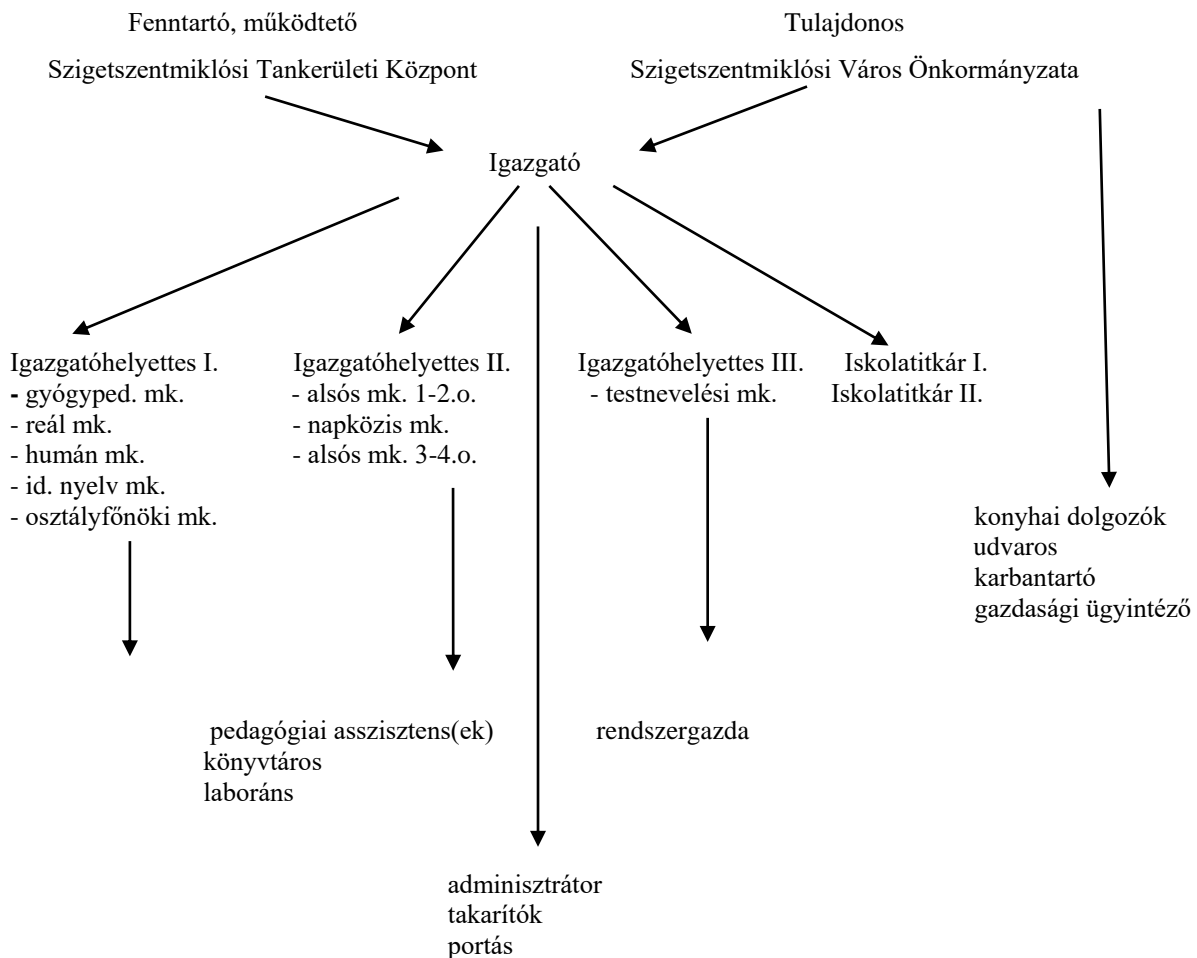 Fenntartó, működtető
Tulajdonos
Szigetszentmiklósi Tankerületi Központ
Szigetszentmiklósi Város Önkormányzata
Igazgató
Igazgatóhelyettes I.
- gyógyped. mk.
- reál mk.
- humán mk.
- id. nyelv mk.
- osztályfőnöki mk.
Igazgatóhelyettes II.
- alsós mk. 1-2.o.
- napközis mk.
- alsós mk. 3-4.o.
Igazgatóhelyettes III.
- testnevelési mk.
Iskolatitkár I.
Iskolatitkár II.
konyhai dolgozók
udvaros
karbantartó
gazdasági ügyintéző
pedagógiai asszisztens(ek)
könyvtáros
laboráns
rendszergazda
adminisztrátor
takarítók
portás